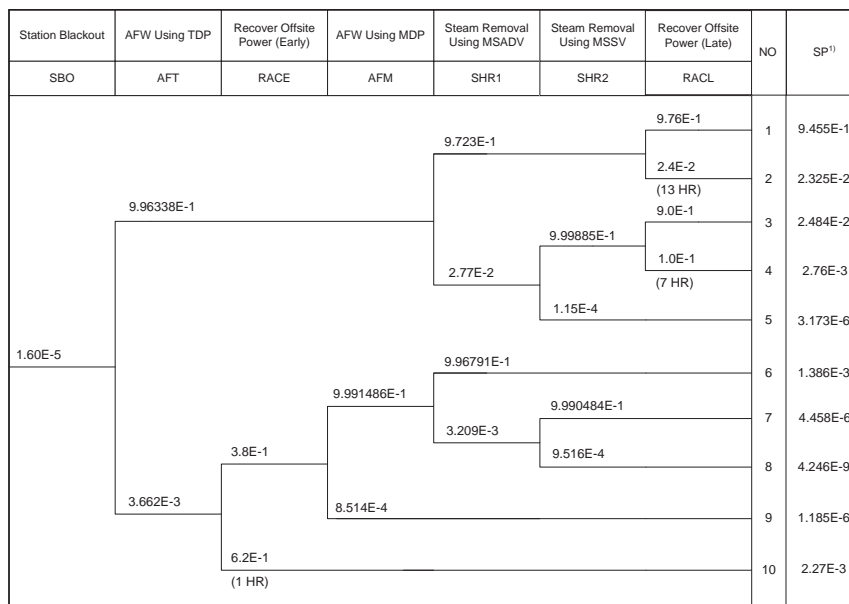 Station Blackout
AFW Using TDP
Recover Offsite
Power (Early)
AFW Using MDP
Steam Removal
Using MSADV
Steam Removal
Using MSSV
Recover Offsite
Power (Late)
NO
SP1)
SBO
AFT
RACE
AFM
SHR1
SHR2
RACL
9.76E-1
1
9.455E-1
9.723E-1
2.4E-2
(13 HR)
2
2.325E-2
9.96338E-1
9.0E-1
3
2.484E-2
9.99885E-1
1.0E-1
(7 HR)
4
2.76E-3
2.77E-2
1.15E-4
5
3.173E-6
1.60E-5
9.96791E-1
6
1.386E-3
9.991486E-1
9.990484E-1
7
4.458E-6
3.209E-3
9.516E-4
8
4.246E-9
3.8E-1
3.662E-3
8.514E-4
9
1.185E-6
6.2E-1
(1 HR)
10
2.27E-3